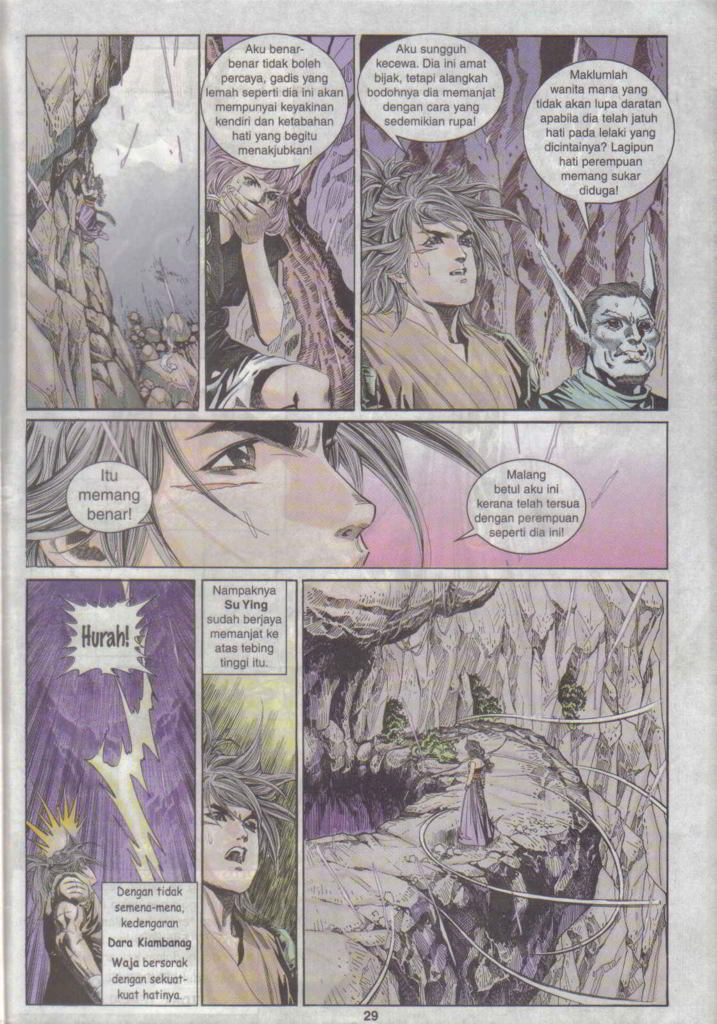 Aku benar-
benar tidak boleh
percaya, gadis yang
lemah seperti dia ini akan
mempunyai keyakinan
kendiri dan ketabahan
hati yang begitu
menakjubkan!
Aku sungguh
kecewa. Dia ini amat
bijak, tetapi alangkah
bodohnya dia memanjat
dengan cara yang
sedemikian rupa!
Maklumlah
wanita mana yang
tidak akan lupa daratan
apabila dia telah jatuh
hati pada lelaki yang
dicintainya? Lagipun
hati perempuan
memang sukar
diduga!
Itu
memang
benar!
Malang
betul aku ini
kerana telah tersua
dengan perempuan
seperti dia ini!
Hurah!
Dengan tidak
semena-mena,
kedengaran
Dara Kiambanag
Waja bersorak
dengan sekuat-
kuat hatinya.
Nampaknya
Su Ying
sudah berjaya
memanjat ke
atas tebing
tinggi itu.
29